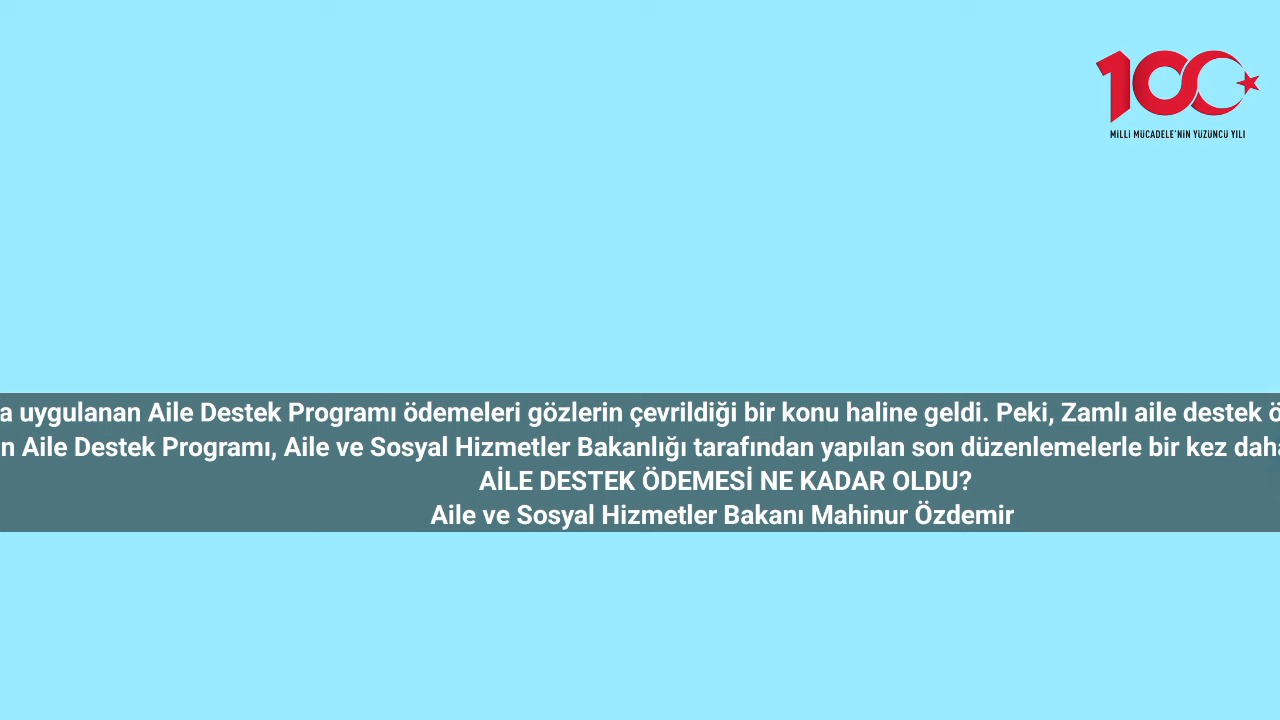 100
MİLLİ MÜCADELE'NİN YÜZÜNCÜ YILI
a uygulanan Aile Destek Programı ödemeleri gözlerin çevrildiği bir konu haline geldi. Peki, Zamlı aile destek ö
n Aile Destek Programı, Aile ve Sosyal Hizmetler Bakanlığı tarafından yapılan son düzenlemelerle bir kez daha
AİLE DESTEK ÖDEMESİ NE KADAR OLDU?
Aile ve Sosyal Hizmetler Bakanı Mahinur Özdemir